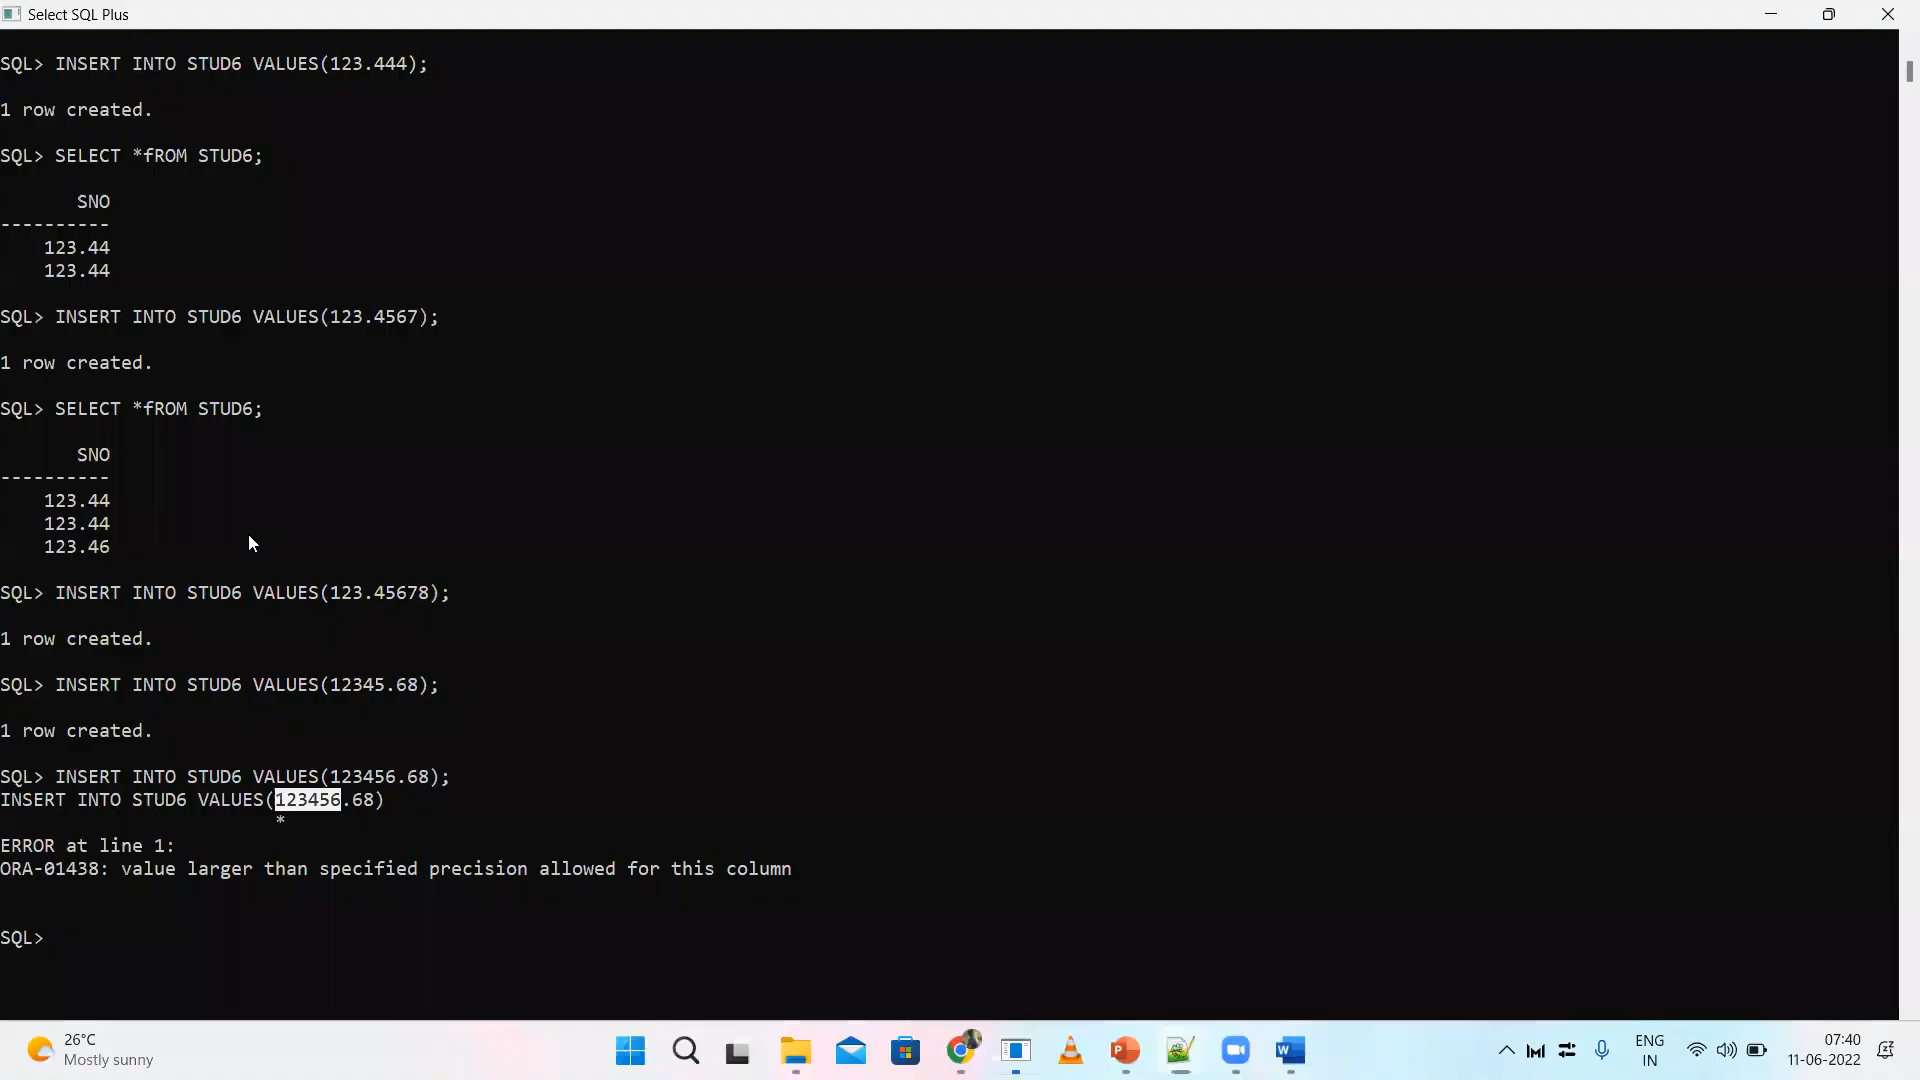 Select SQL Plus
SQL> INSERT INTO STUD6 VALUES(123.444);
1 row created.
SQL> SELECT *fROM STUD6;
SNO
----------
123.44
123.44
SQL> INSERT INTO STUD6 VALUES(123.4567);
1 row created.
SQL> SELECT *fROM STUD6;
SNO
----------
123.44
123.44
123.46
SQL> INSERT INTO STUD6 VALUES(123.45678);
1 row created.
SQL> INSERT INTO STUD6 VALUES(12345.68);
1 row created.
SQL> INSERT INTO STUD6 VALUES(123456.68);
INSERT INTO STUD6 VALUES(123456.68)
*
ERROR at line 1:
ORA-01438: value larger than specified precision allowed for this column
SQL>
26°C
Mostly sunny
ENG
IN
07:40
11-06-2022